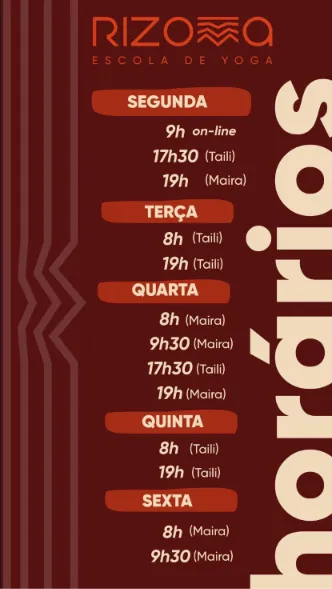 RIZOMA
ESCOLA DE YOGA
SEGUNDA
9h on-line
17h30 (Taili)
19h (Maira)
TERÇA
8h (Taili)
19h (Taili)
QUARTA
8h (Maira)
9h30 (Maira)
17h30 (Taili)
19h (Maira)
QUINTA
8h (Taili)
19h (Taili)
SEXTA
8h (Maira)
9h30 (Maira)
horários